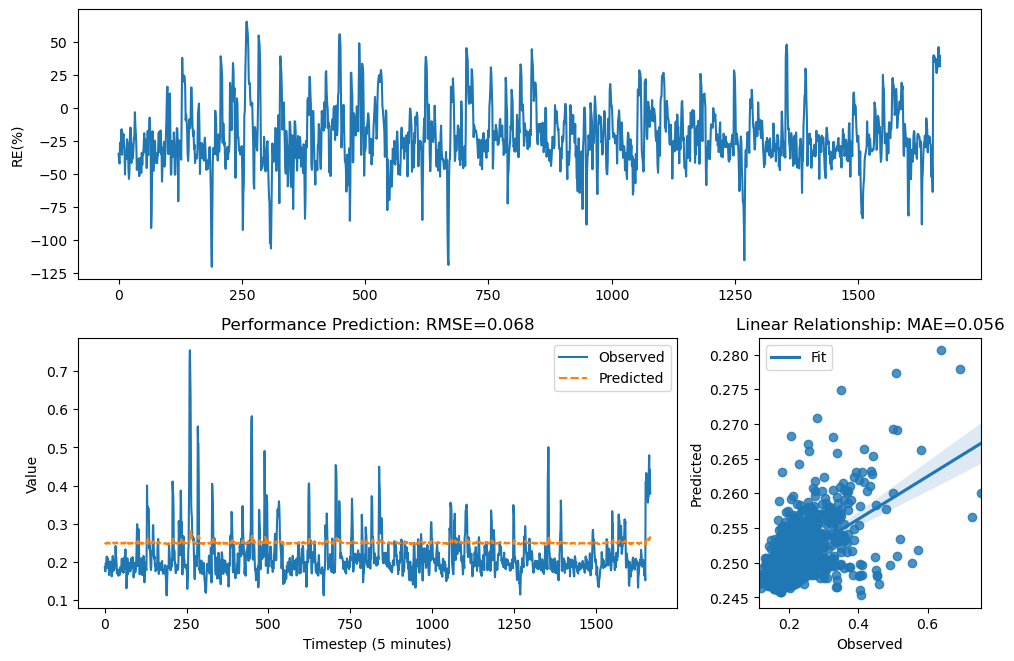 RE(%)
50
25
0
−25
−50
−75
−100
−125
0 250 500 750 1000 1250 1500
Performance Prediction: RMSE=0.068
Value
0.7
0.6
0.5
0.4
0.3
0.2
0.1
Observed
Predicted
0 250 500 750 1000 1250 1500
Timestep (5 minutes)
Linear Relationship: MAE=0.056
Predicted
0.280
0.275
0.270
0.265
0.260
0.255
0.250
0.245
Fit
0.2 0.4 0.6
Observed